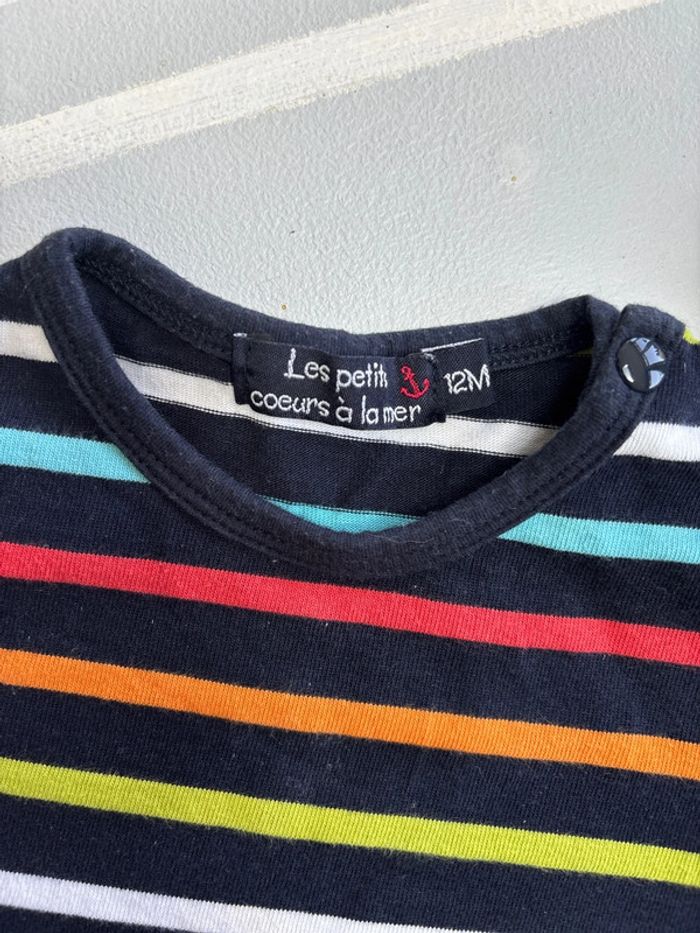 Les petits
coeurs à la mer
12M